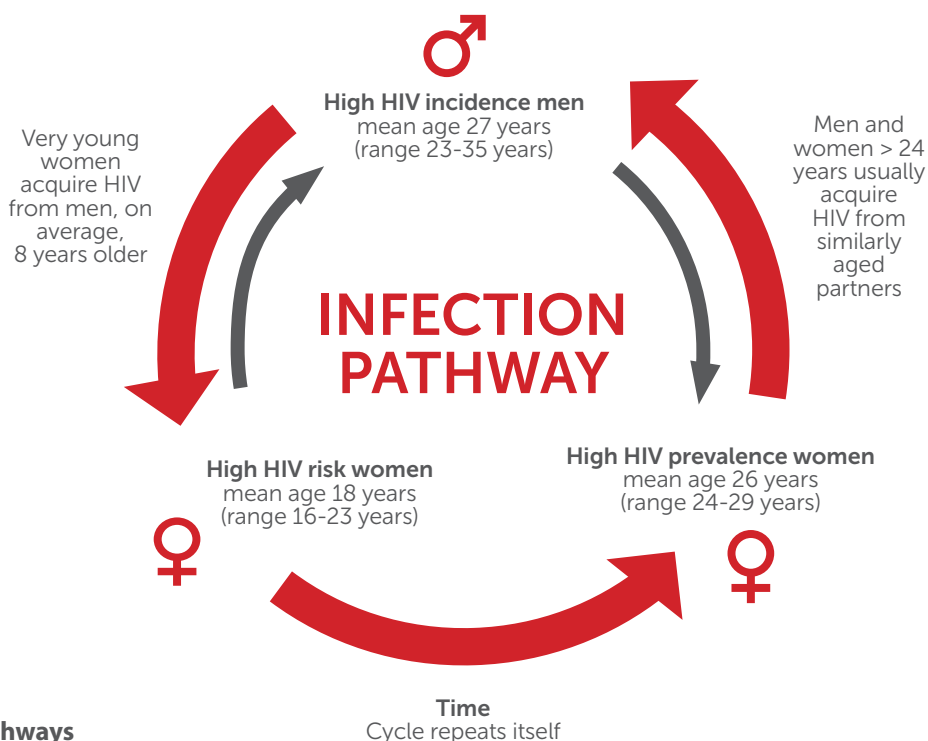 High HIV incidence men
mean age 27 years
(range 23-35 years)
Very young
women
acquire HIV
from men, on
average,
8 years older
Men and
women > 24
years usually
acquire
HIV from
similarly
aged
partners
INFECTION
PATHWAY
High HIV risk women
mean age 18 years
(range 16-23 years)
High HIV prevalence women
mean age 26 years
(range 24-29 years)
Time
Cycle repeats itself
hways